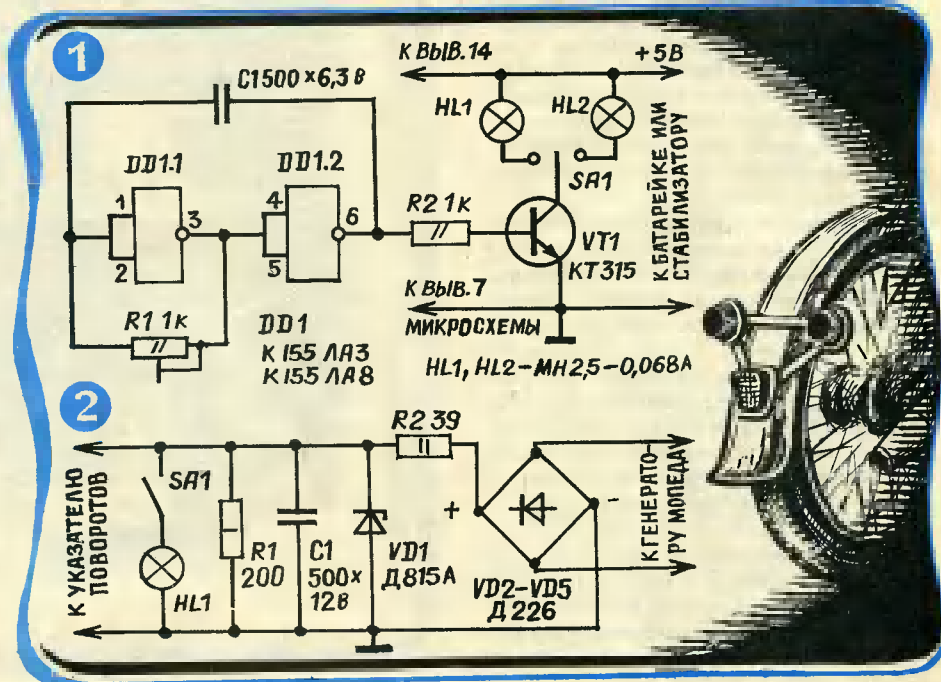 1
К ВЫВ. 14
+5В
C1 500×6,3 В
HL1
HL2
DD1.1
DD1.2
SA1
1
2
3
4
5
6
R2 1к
VT1
КТ315
К БАТАРЕЙКЕ ИЛИ
СТАБИЛИЗАТОРУ
R1 1к
К ВЫВ. 7
МИКРОСХЕМЫ
DD1
К155 ЛА3
К155 ЛА8
HL1, HL2-МН2,5-0,068А
2
R2 39
К УКАЗАТЕЛЮ
ПОВОРОТОВ
SA1
HL1
R1
200
C1
500×
12В
VD1
Д815А
+
-
VD2-VD5
Д226
К ГЕНЕРАТО-
РУ МОПЕДА